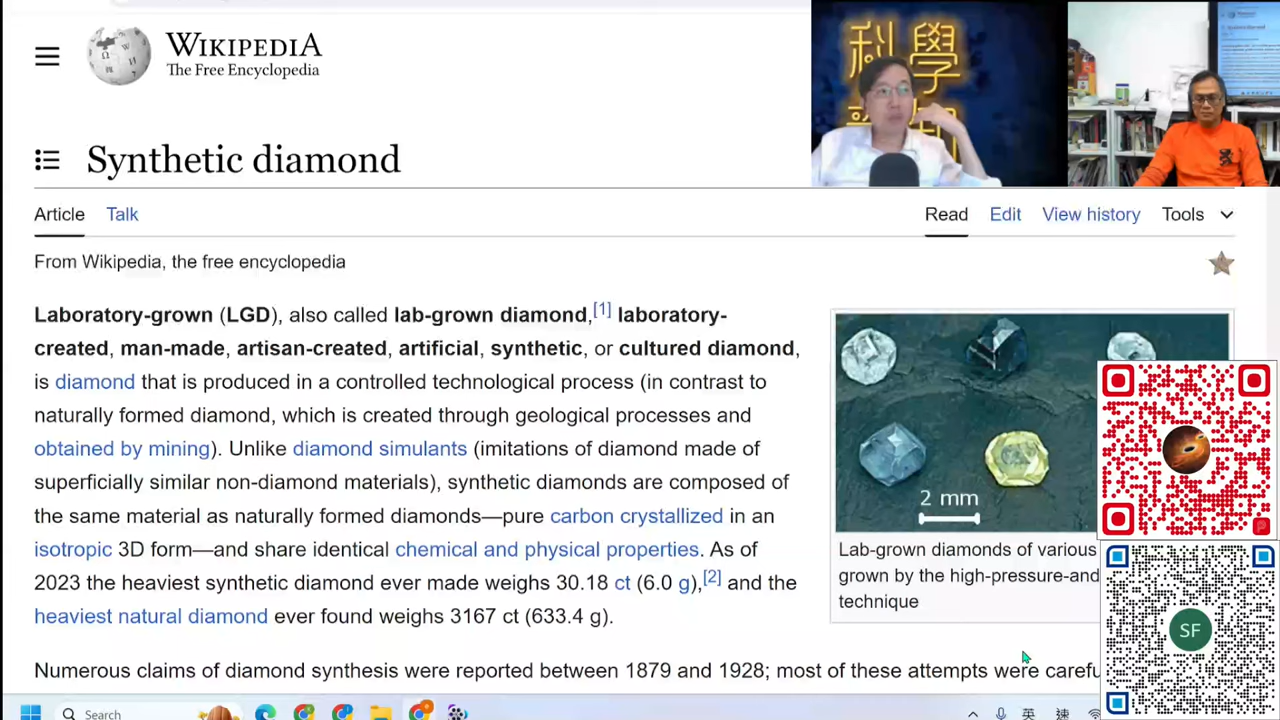 WIKIPEDIA
The Free Encyclopedia
科學
Synthetic diamond
Article Talk
Read Edit View history Tools
From Wikipedia, the free encyclopedia
Laboratory-grown (LGD), also called lab-grown diamond,[1] laboratory-
created, man-made, artisan-created, artificial, synthetic, or cultured diamond,
is diamond that is produced in a controlled technological process (in contrast to
naturally formed diamond, which is created through geological processes and
obtained by mining). Unlike diamond simulants (imitations of diamond made of
superficially similar non-diamond materials), synthetic diamonds are composed of
the same material as naturally formed diamonds—pure carbon crystallized in an
isotropic 3D form—and share identical chemical and physical properties. As of
2023 the heaviest synthetic diamond ever made weighs 30.18 ct (6.0 g),[2] and the
heaviest natural diamond ever found weighs 3167 ct (633.4 g).
2 mm
Lab-grown diamonds of various
grown by the high-pressure-and
technique
SF
Numerous claims of diamond synthesis were reported between 1879 and 1928; most of these attempts were carefu
Search
英 速